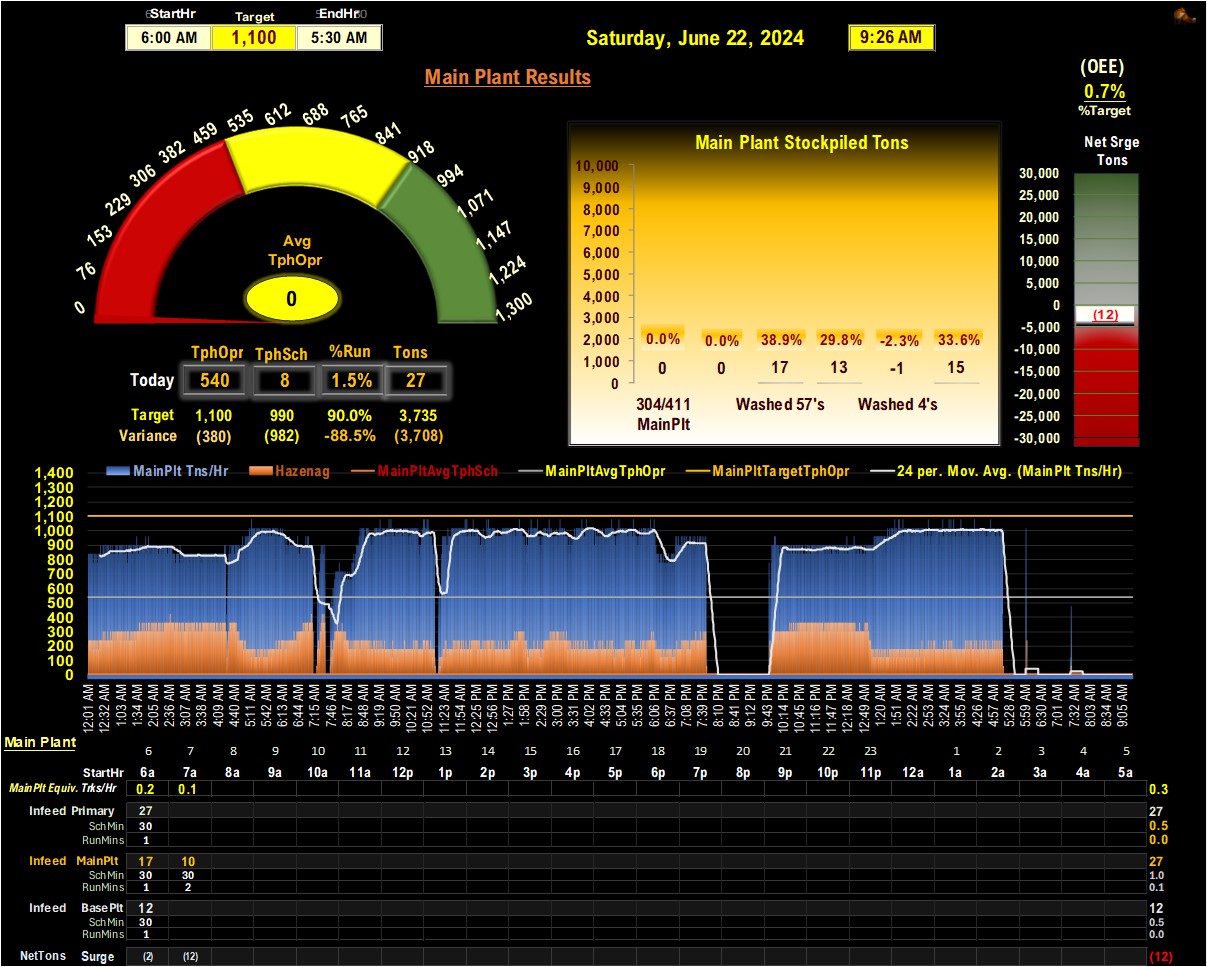 StartHr Target EndHr
6:00 AM 1,100 5:30 AM
Saturday, June 22, 2024 9:26 AM
Main Plant Results
(OEE)
0.7%
%Target
0 76 153 229 306 382 459 535 612 688 765 841 918 994 1,071 1,147 1,224 1,300
Avg
TphOpr
0
TphOpr TphSch %Run Tons
Today 540 8 1.5% 27
Target 1,100 990 90.0% 3,735
Variance (380) (982) -88.5% (3,708)
Main Plant Stockpiled Tons
10,000
9,000
8,000
7,000
6,000
5,000
4,000
3,000
2,000
1,000
0
0.0% 0.0% 38.9% 29.8% -2.3% 33.6%
0 0 17 13 -1 15
304/411 Washed 57's Washed 4's
MainPlt
Net Srge
Tons
30,000
25,000
20,000
15,000
10,000
5,000
0
(12)
-5,000
-10,000
-15,000
-20,000
-25,000
-30,000
MainPlt Tns/Hr Hazenag MainPltAvgTphSch MainPltAvgTphOpr MainPltTargetTphOpr 24 per. Mov. Avg. (MainPlt Tns/Hr)
1,400
1,300
1,200
1,100
1,000
900
800
700
600
500
400
300
200
100
0
12:01 AM 12:32 AM 1:03 AM 1:34 AM 2:05 AM 2:36 AM 3:07 AM 3:38 AM 4:09 AM 4:40 AM 5:11 AM 5:42 AM 6:13 AM 6:44 AM 7:15 AM 7:46 AM 8:17 AM 8:48 AM 9:19 AM 9:50 AM 10:21 AM 10:52 AM 11:23 AM 11:54 AM 12:25 PM 12:56 PM 1:27 PM 1:58 PM 2:29 PM 3:00 PM 3:31 PM 4:02 PM 4:33 PM 5:04 PM 5:35 PM 6:06 PM 6:37 PM 7:08 PM 7:39 PM 8:10 PM 8:41 PM 9:12 PM 9:43 PM 10:14 PM 10:45 PM 11:16 PM 11:47 PM 12:18 AM 12:49 AM 1:20 AM 1:51 AM 2:22 AM 2:53 AM 3:24 AM 3:55 AM 4:26 AM 4:57 AM 5:28 AM 5:59 AM 6:30 AM 7:01 AM 7:32 AM 8:03 AM 8:34 AM 9:05 AM
Main Plant
6 7 8 9 10 11 12 13 14 15 16 17 18 19 20 21 22 23 1 2 3 4 5
StartHr 6a 7a 8a 9a 10a 11a 12p 1p 2p 3p 4p 5p 6p 7p 8p 9p 10p 11p 12a 1a 2a 3a 4a 5a
MainPlt Equiv. Trks/Hr 0.2 0.1 0.3
Infeed Primary 27 27
SchMin 30 0.5
RunMins 1 0.0
Infeed MainPlt 17 10 27
SchMin 30 30 1.0
RunMins 1 2 0.1
Infeed BasePlt 12 12
SchMin 30 0.5
RunMins 1 0.0
NetTons Surge (2) (12) (12)